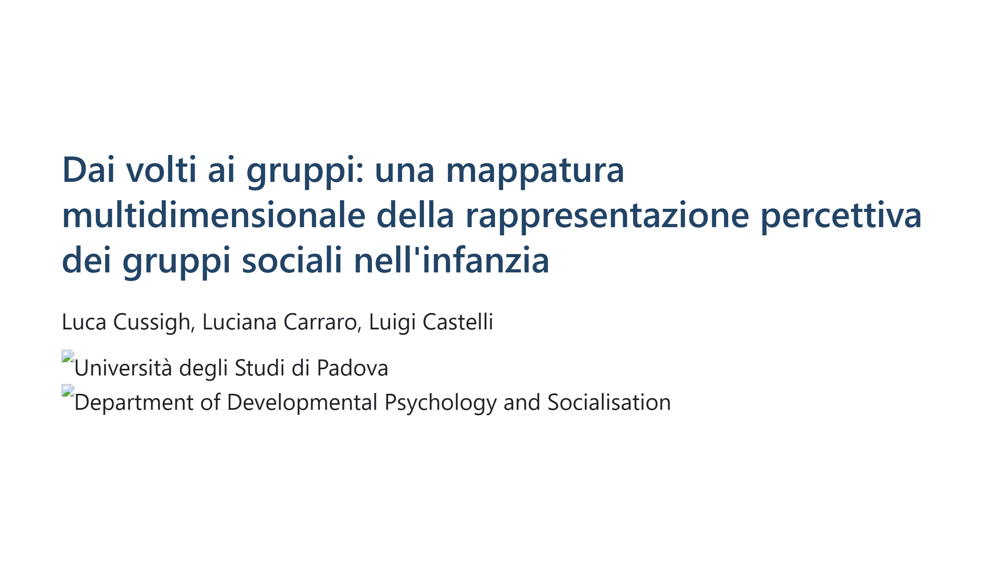 Dai volti ai gruppi: una mappatura
multidimensionale della rappresentazione percettiva
dei gruppi sociali nell'infanzia
Luca Cussigh, Luciana Carraro, Luigi Castelli
Università degli Studi di Padova
Department of Developmental Psychology and Socialisation